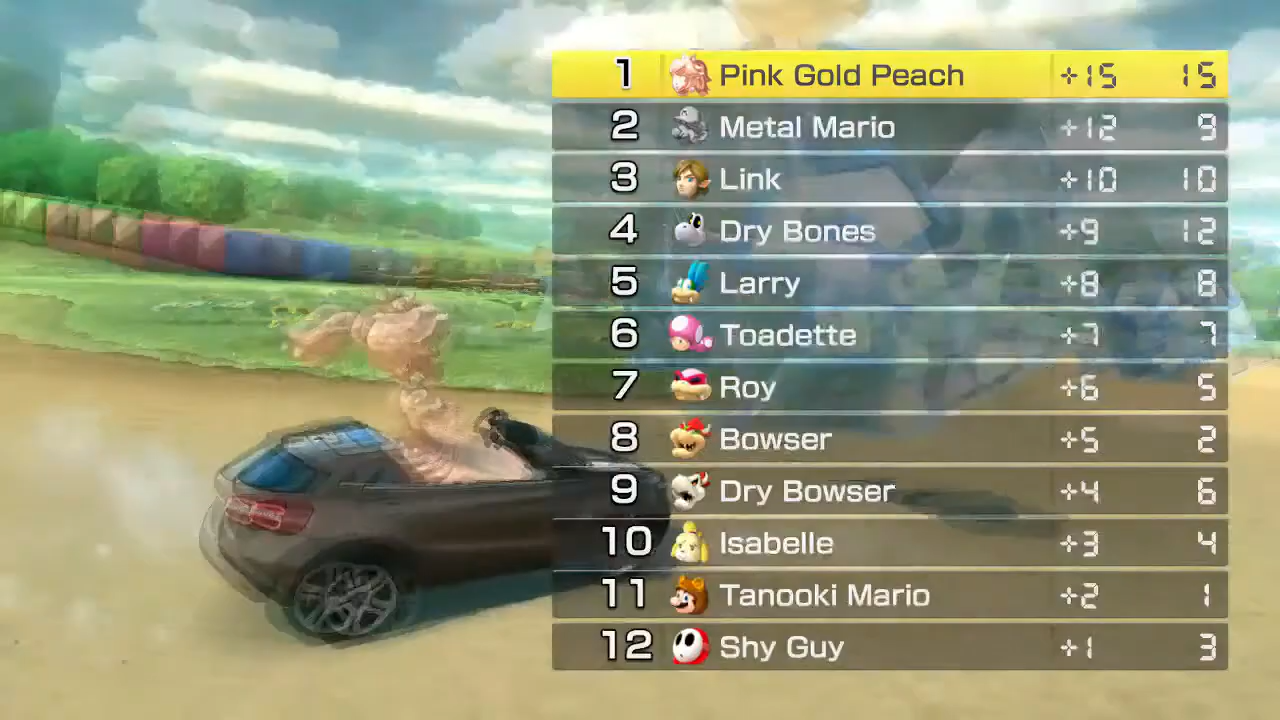 1 Pink Gold Peach +15 15
2 Metal Mario +12 9
3 Link +10 10
4 Dry Bones +9 12
5 Larry +8 8
6 Toadette +7 7
7 Roy +6 5
8 Bowser +5 2
9 Dry Bowser +4 6
10 Isabelle +3 4
11 Tanooki Mario +2 1
12 Shy Guy +1 3